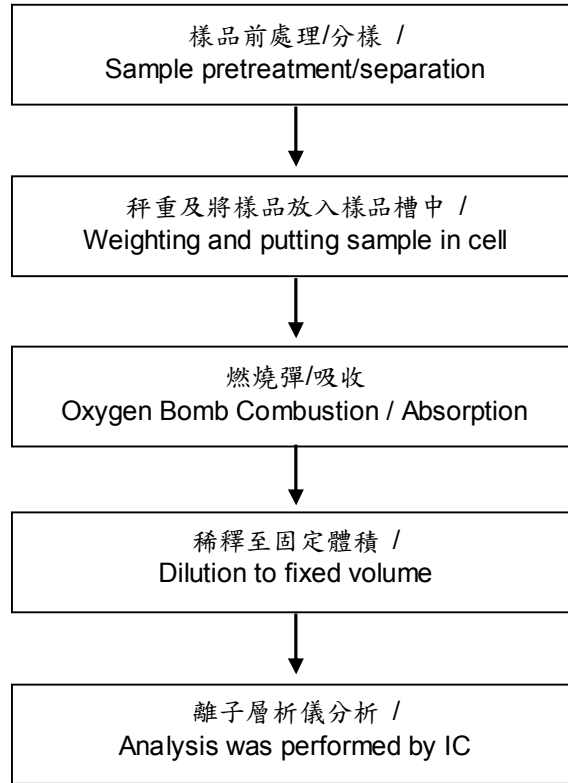 樣品前處理/分樣 /
Sample pretreatment/separation
秤重及將樣品放入樣品槽中 /
Weighting and putting sample in cell
燃燒彈/吸收
Oxygen Bomb Combustion / Absorption
稀釋至固定體積 /
Dilution to fixed volume
離子層析儀分析 /
Analysis was performed by IC